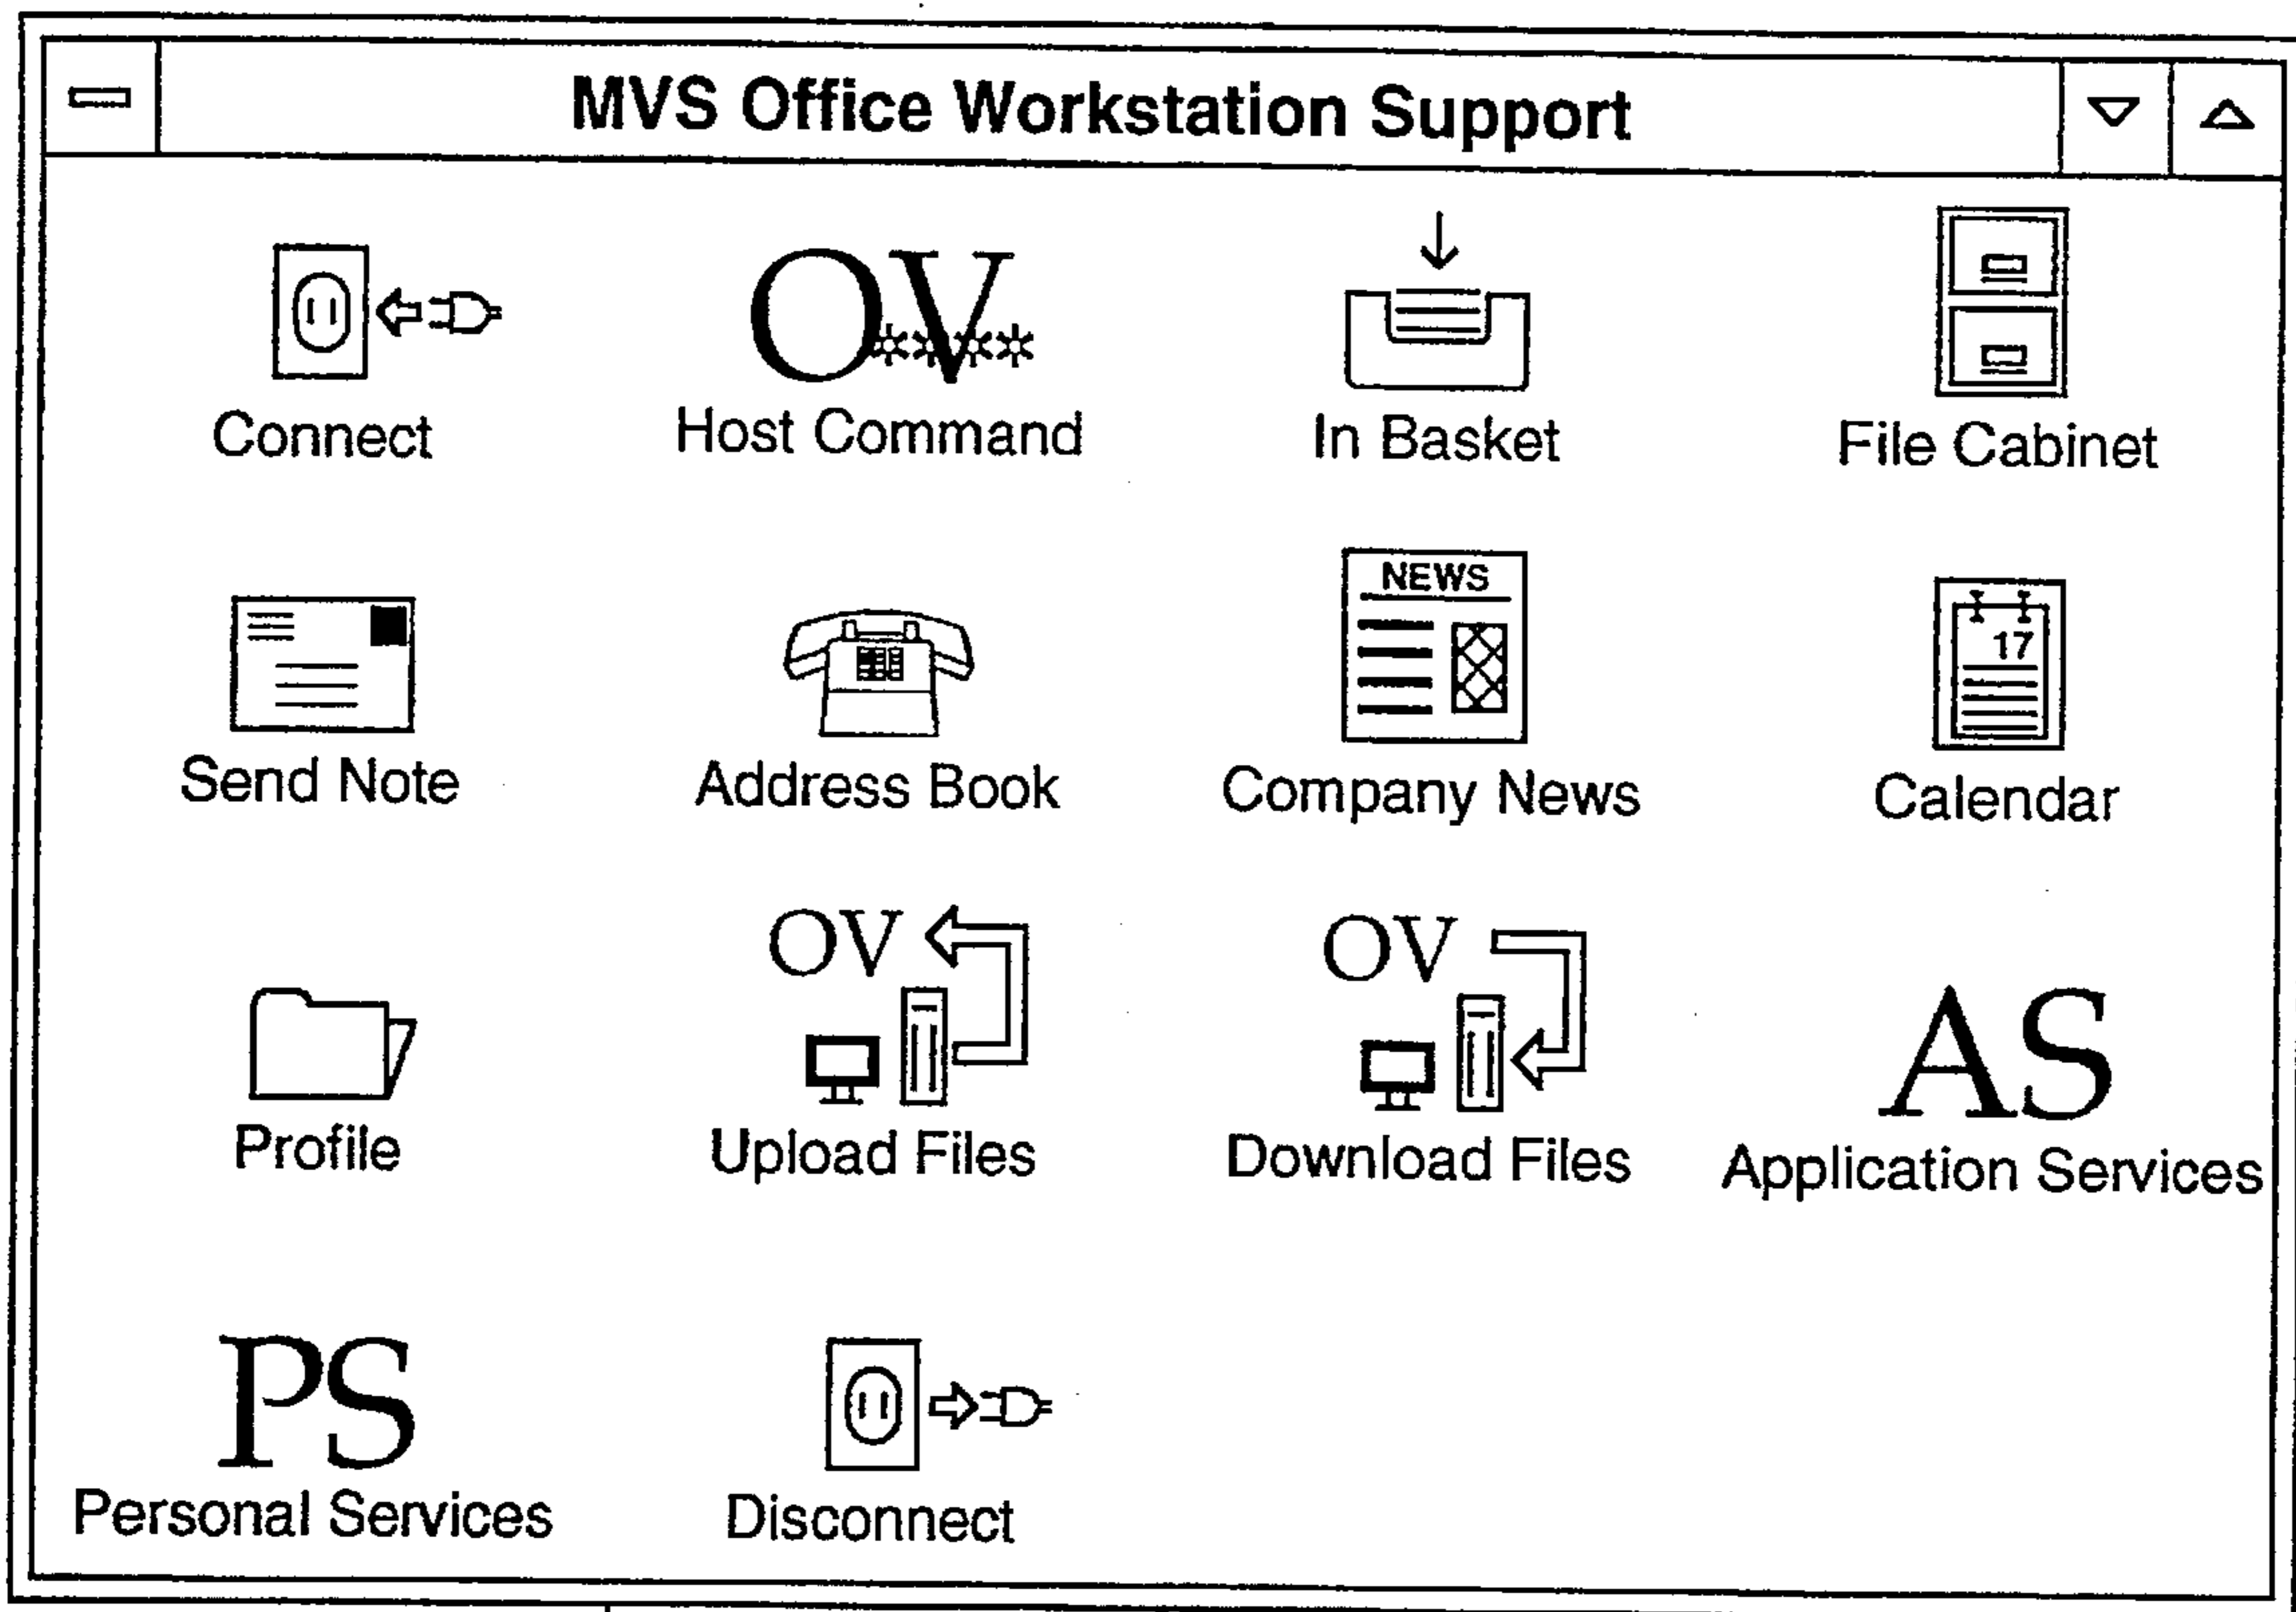 MVS Office Workstation Support
OV****
Connect
Host Command
In Basket
File Cabinet
NEWS
17
Send Note
Address Book
Company News
Calendar
OV
OV
AS
Profile
Upload Files
Download Files
Application Services
PS
Personal Services
Disconnect